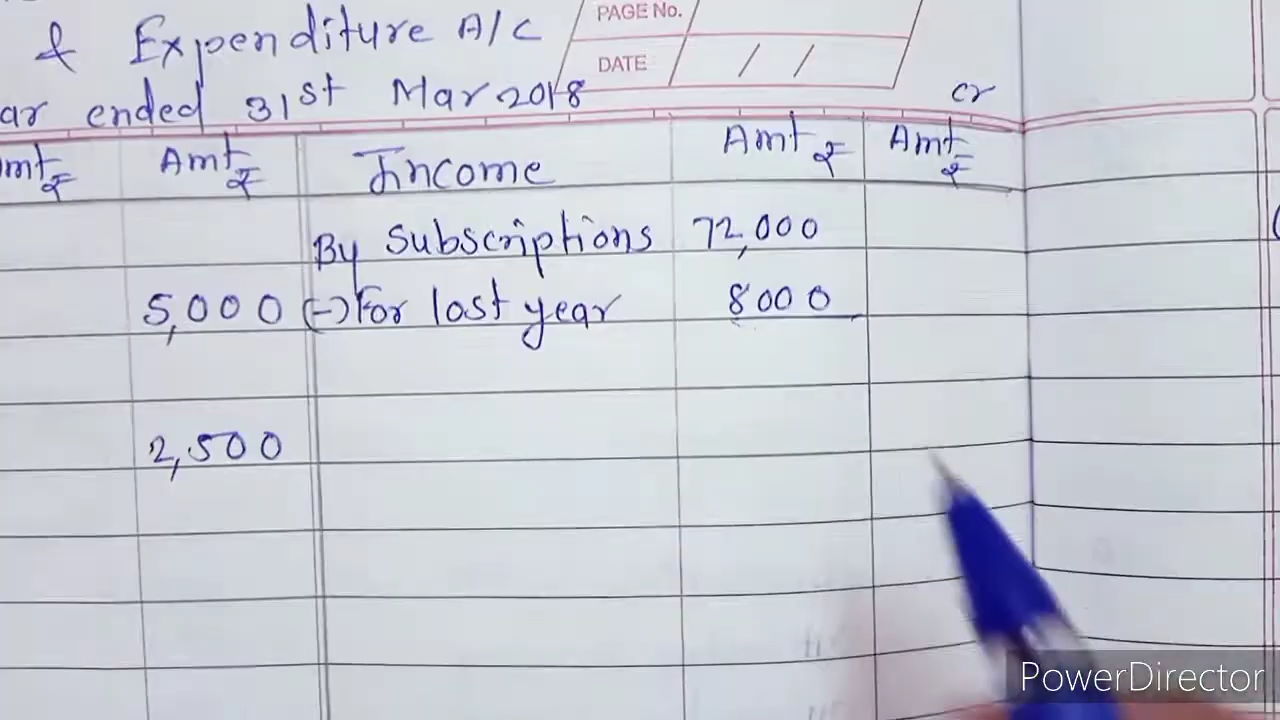 & Expenditure A/C
PAGE No.
DATE / /
ar ended 31st Mar 2018
cr
mt ₹ Amt ₹ Income Amt ₹ Amt ₹
By Subscriptions 72,000
5,000 (-) For last year 8000
2,500
PowerDirector